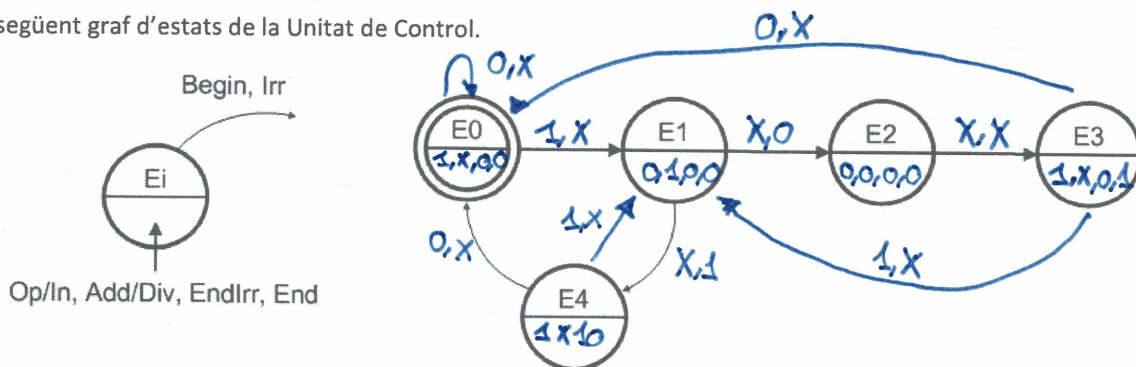 següent graf d'estats de la Unitat de Control.
0,X
Begin, Irr
0,X
E0
1,X,0,0
1,X
E1
0,1,0,0
X,0
E2
0,0,0,0
X,X
E3
1,X,0,1
Ei
1,X
0,X
X,1
1,X
Op/In, Add/Div, EndIrr, End
E4
1X10